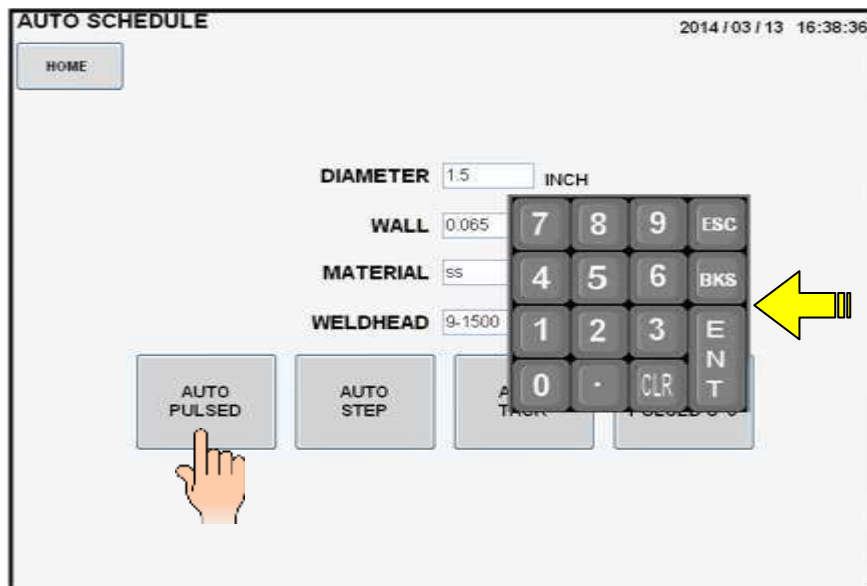 AUTO SCHEDULE
2014 / 03 / 13 16:38:36
HOME
DIAMETER 1.5 INCH
WALL 0.065
MATERIAL ss
WELDHEAD 9-1500
7 8 9 ESC
4 5 6 BKS
1 2 3 ENT
0 . CLR
AUTO PULSED
AUTO STEP